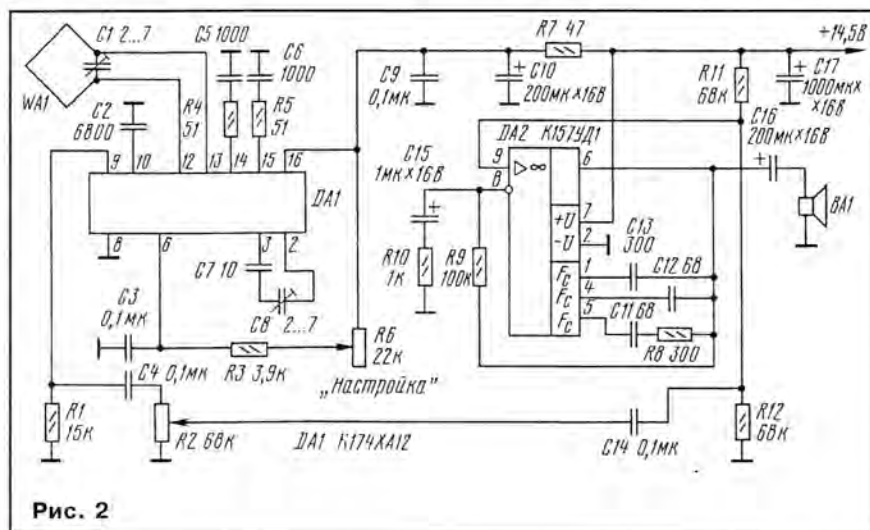 C1 2...7
C5 1000
C6
1000
R7 47
+14,5В
WA1
C2
6800
R4
51
R5
51
C9
0,1мк
C10
200мк×16В
R11
68к
C17
1000мк×
×16В
C16
200мк×16В
9 10 12 13 14 15 16
DA1
8 6 3 2
C15
1мк×16В
DA2 К157УД1
9
8
▷ ∞
6
+U 7
-U 2
Fc 1
Fc 4
Fc 5
C13
300
C12 68
C11 68
R8 300
BA1
R10
1к
R9
100к
C7 10
C8 2...7
C3
0,1мк
R3 3,9к
R6
22к
„Настройка"
C4 0,1мк
R1
15к
R2 68к
DA1 К174ХА12
C14 0,1мк
R12
68к
Рис. 2